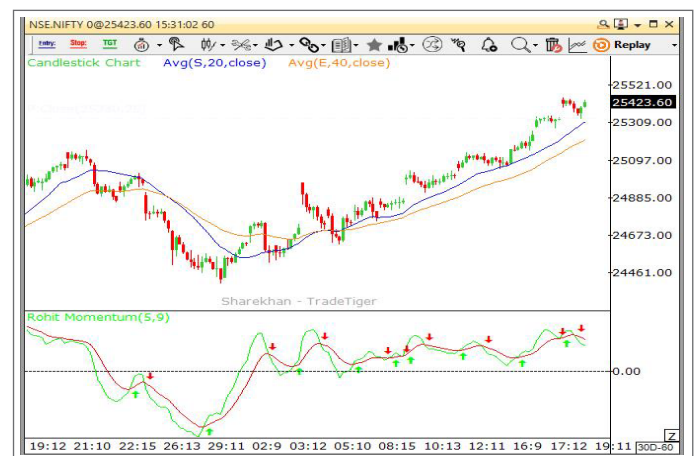 NSE.NIFTY 0@25423.60 15:31:02 60
Entry: Stop: TGT Replay
Candlestick Chart Avg(S,20,close) Avg(E,40,close)
25521.00
25423.60
25309.00
25097.00
24885.00
24673.00
24461.00
Sharekhan - TradeTiger
Rohit Momentum(5,9)
0.00
Z
19:12 21:10 22:15 26:13 29:11 02:9 03:12 05:10 08:15 10:13 12:11 16:9 17:12 19:11 30D-60